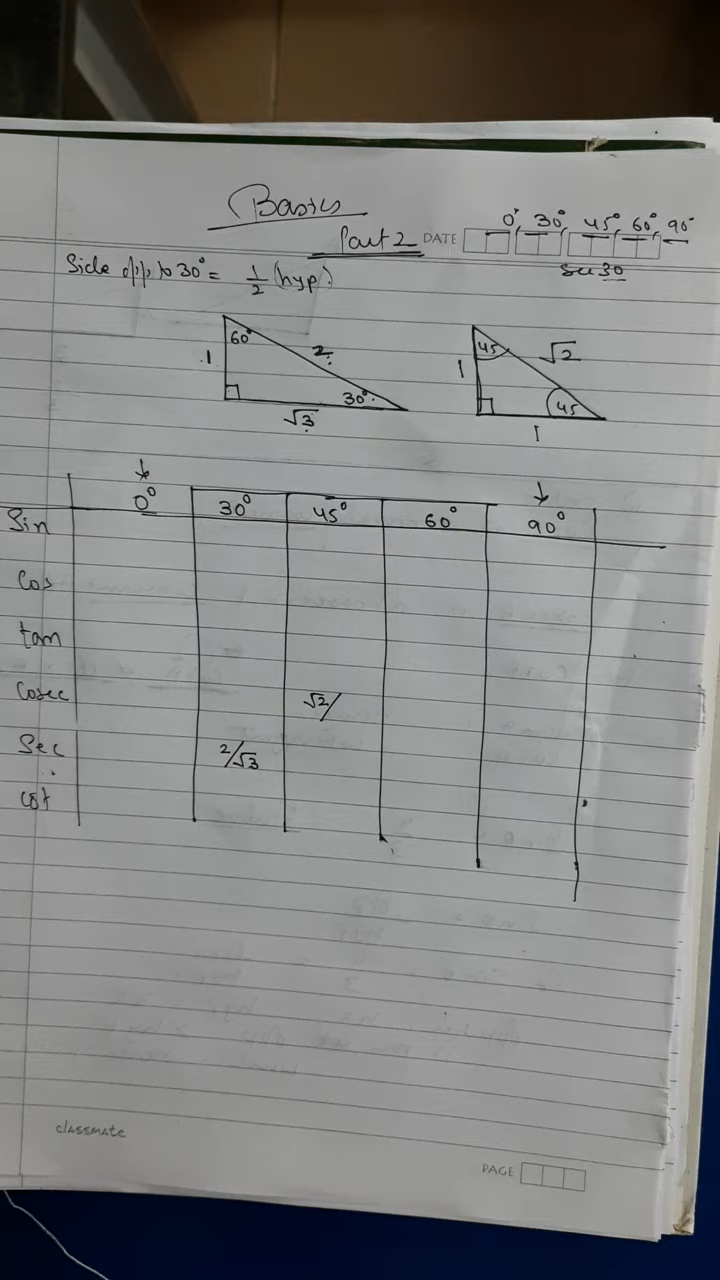 Basics
Part 2 DATE 0°, 30°, 45°, 60°, 90°
Side opp to 30° = 1/2 (hyp).
sec 30
60°
1
2
30°
√3
45
1
√2
45
1
0° 30° 45° 60° 90°
Sin
Cos
tan
Cosec √2/
Sec 2/√3
cot
classmate
PAGE